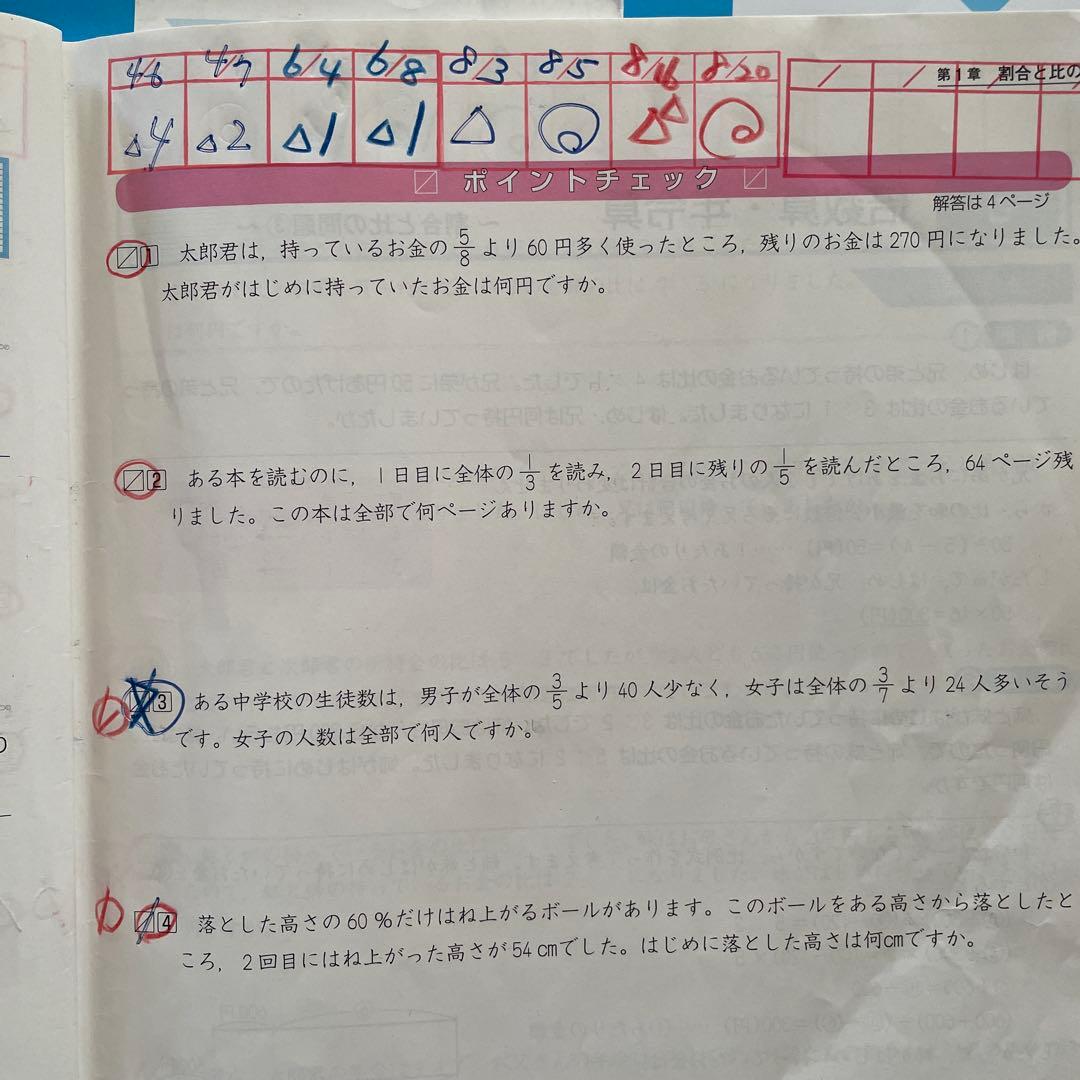 4/6 4/7 6/4 6/8 8/3 8/5 8/16 8/20
△4 △2 △1 △1 △ ◎ △△ ◎
第1章 割合と比の
ポイントチェック
解答は4ページ
1 太郎君は，持っているお金の5/8より60円多く使ったところ，残りのお金は270円になりました。
太郎君がはじめに持っていたお金は何円ですか。
2 ある本を読むのに，1日目に全体の1/3を読み，2日目に残りの1/5を読んだところ，64ページ残
りました。この本は全部で何ページありますか。
3 ある中学校の生徒数は，男子が全体の3/5より40人少なく，女子は全体の3/7より24人多いそう
です。女子の人数は全部で何人ですか。
4 落とした高さの60％だけはね上がるボールがあります。このボールをある高さから落としたと
ころ，2回目にはね上がった高さが54cmでした。はじめに落とした高さは何cmですか。